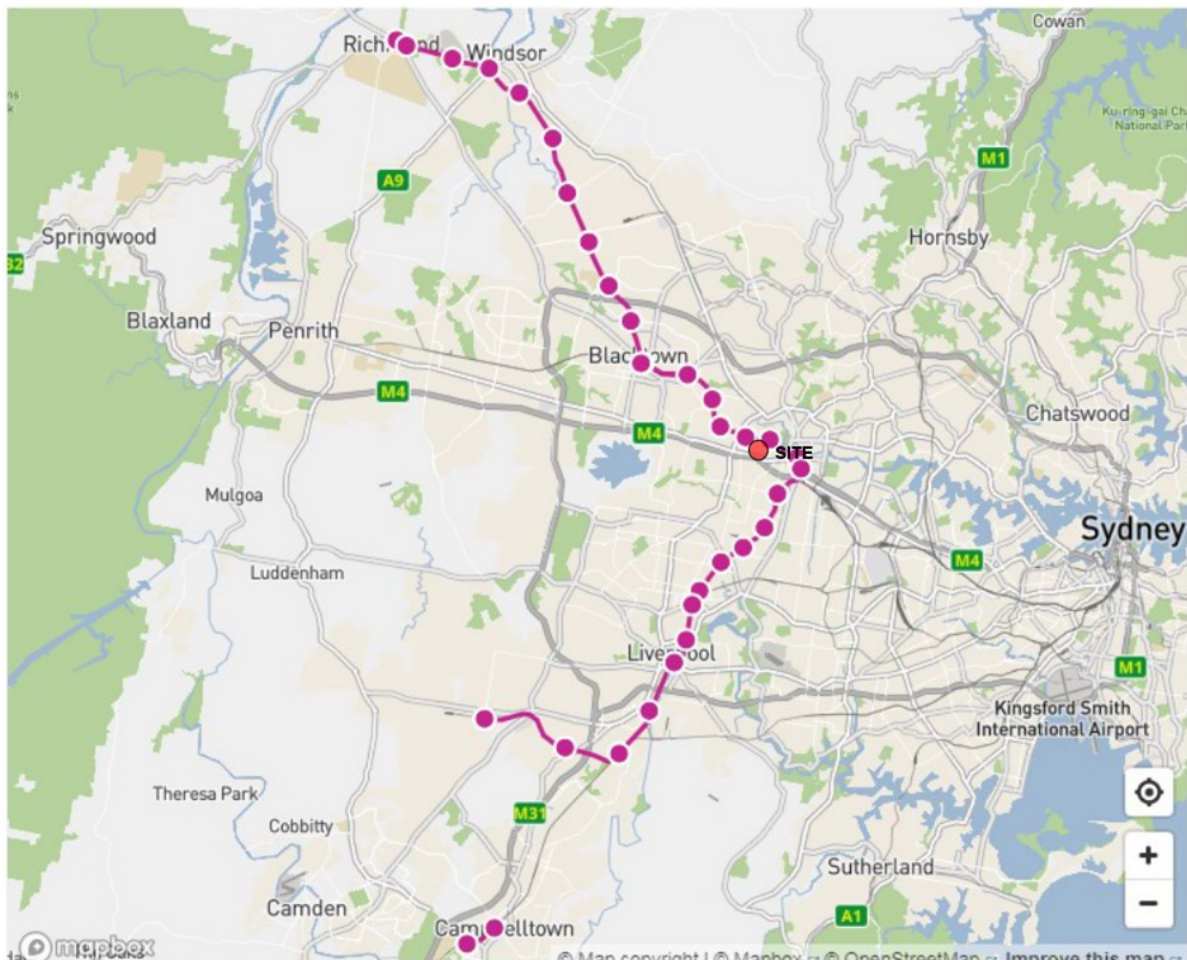 Cowan
Richmond
Windsor
Ku-ring-gai Cha
National Park
M1
A9
Springwood
Hornsby
32
Blaxland
Penrith
Blacktown
M4
Chatswood
M4
SITE
Mulgoa
Sydney
Luddenham
M4
Liverpool
M1
Kingsford Smith
International Airport
Theresa Park
M31
Cobbitty
Sutherland
Camden
A1
Campbelltown
+
−
mapbox
© Map copyright | © Mapbox © OpenStreetMap Improve this map